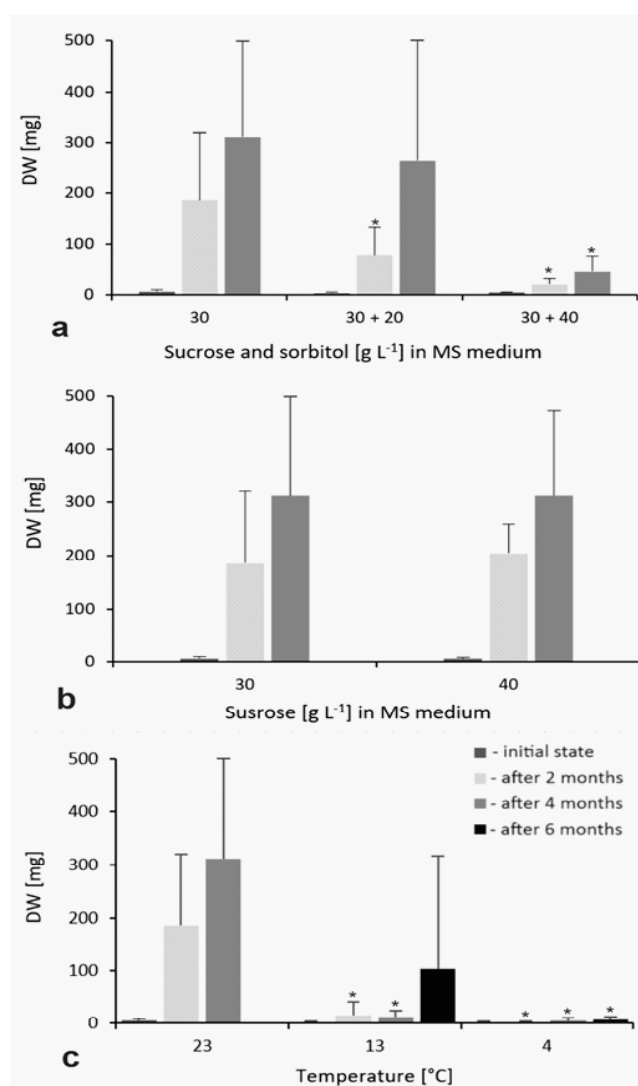 500
400
300
200
100
0
DW [mg]
*
*
*
30
30 + 20
30 + 40
a
Sucrose and sorbitol [g L⁻¹] in MS medium
500
400
300
200
100
0
DW [mg]
30
40
b
Susrose [g L⁻¹] in MS medium
500
400
300
200
100
0
DW [mg]
- initial state
- after 2 months
- after 4 months
- after 6 months
*
*
*
*
*
23
13
4
c
Temperature [°C]